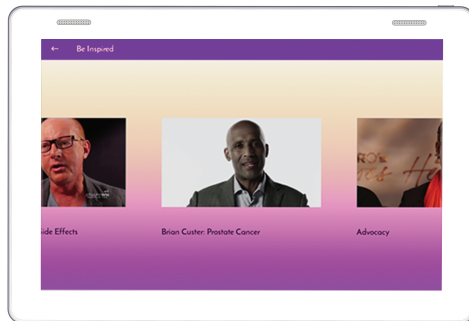 ← Be Inspired
ide Effects
Brian Custer: Prostate Cancer
Advocacy